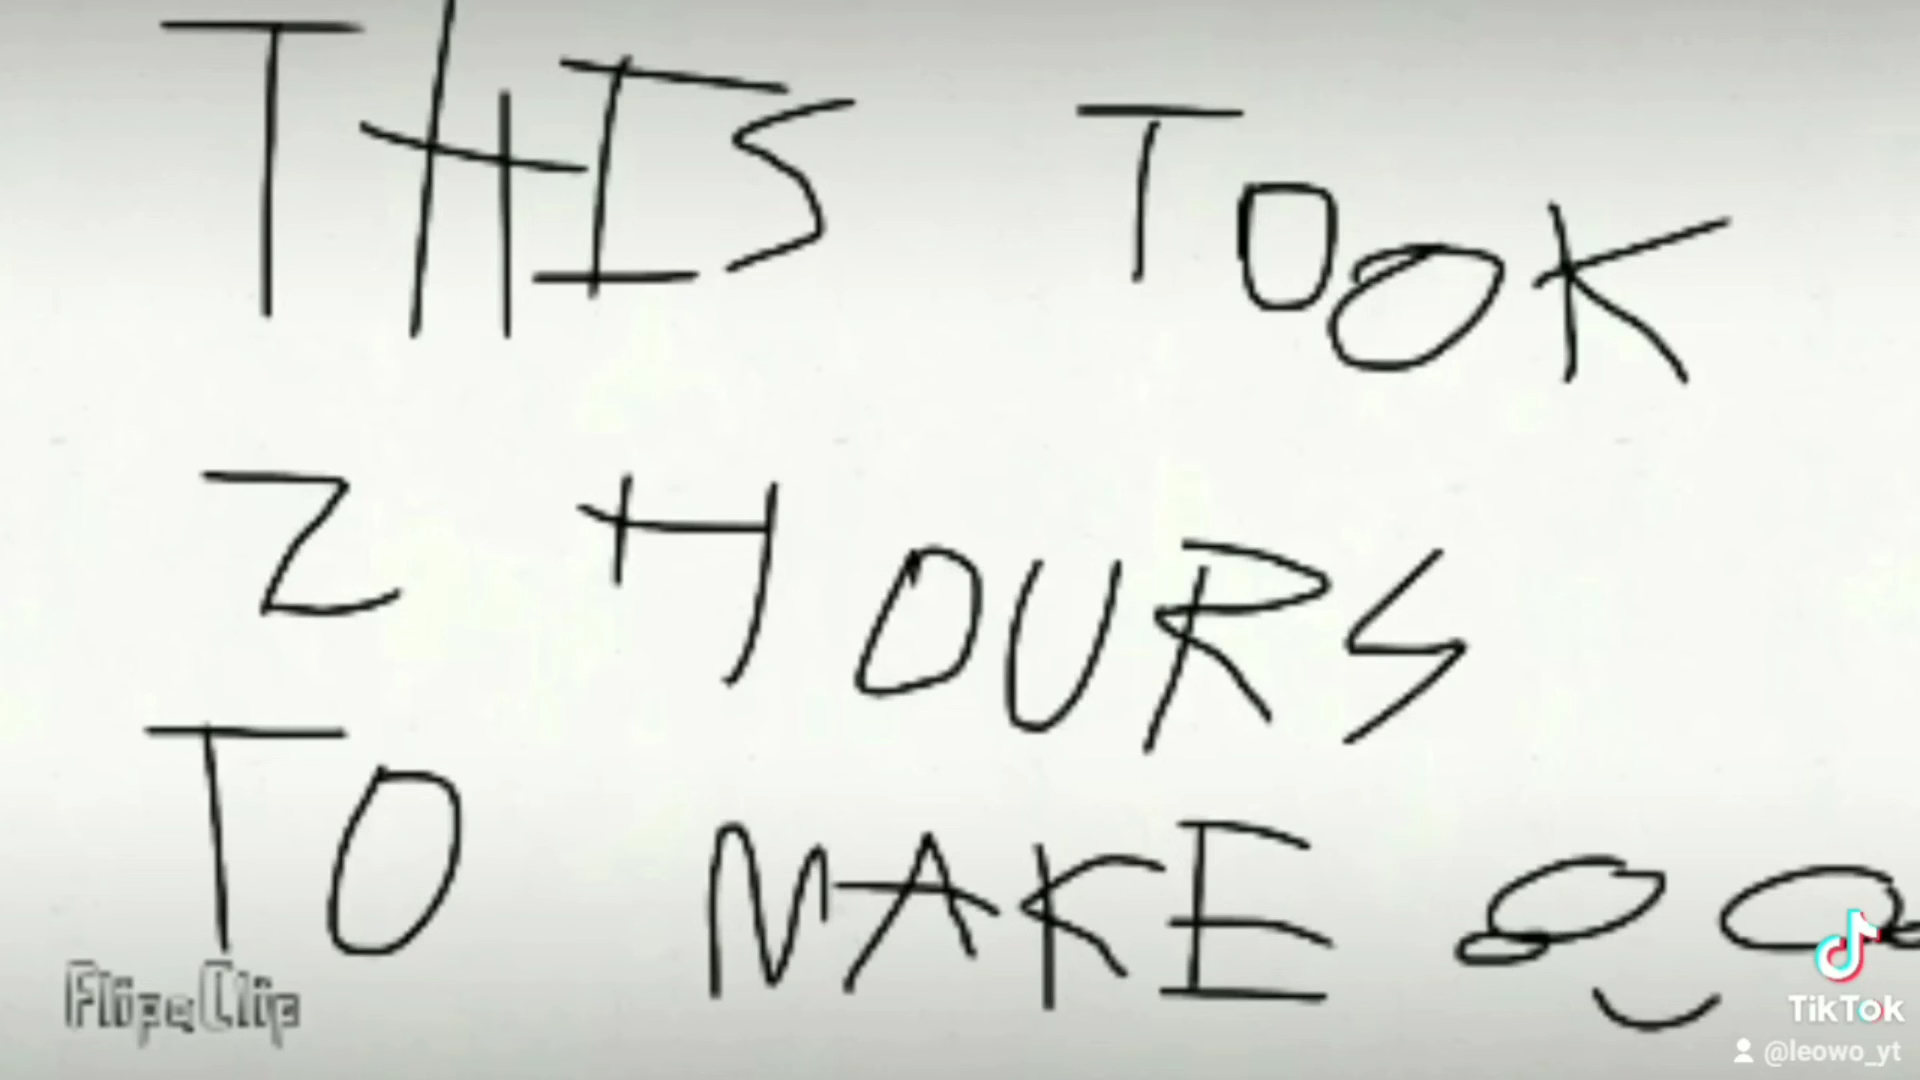 THIS TOOK
2 HOURS
TO MAKE
FlipaClip
TikTok
@leowo_yt